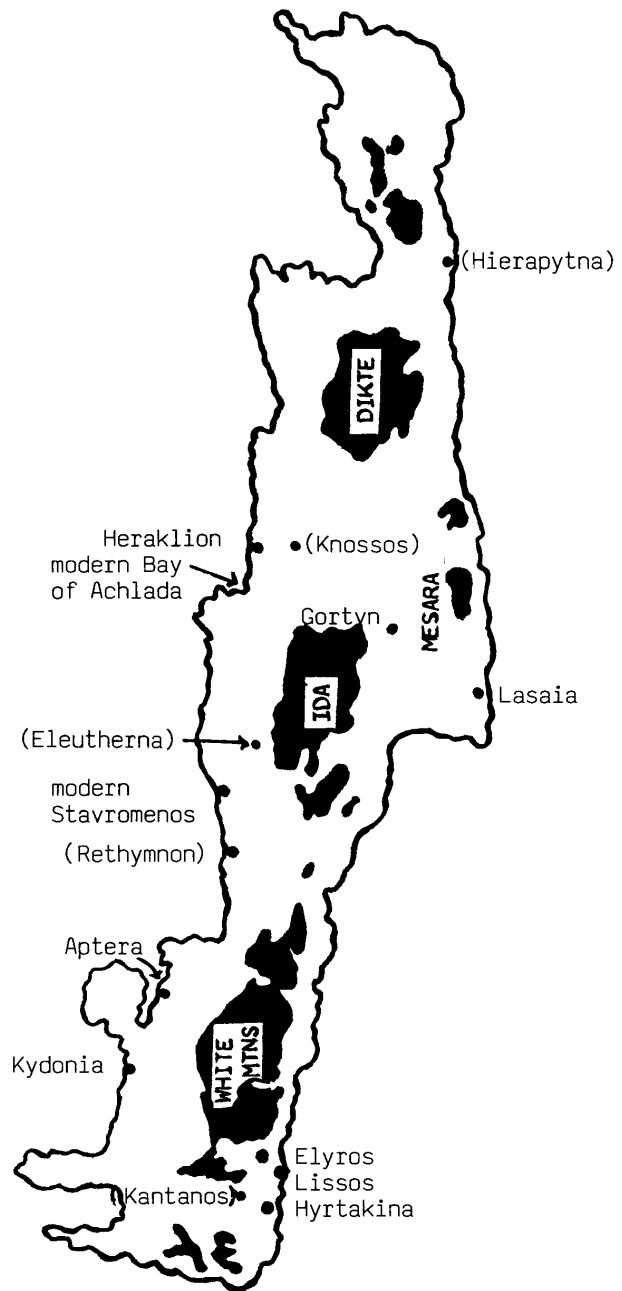 (Hierapytna)
DIKTE
Heraklion
(Knossos)
modern Bay
of Achlada
MESARA
Gortyn
IDA
Lasaia
(Eleutherna)
modern
Stavromenos
(Rethymnon)
Aptera
WHITE
MTNS
Kydonia
Elyros
Lissos
(Kantanos)
Hyrtakina